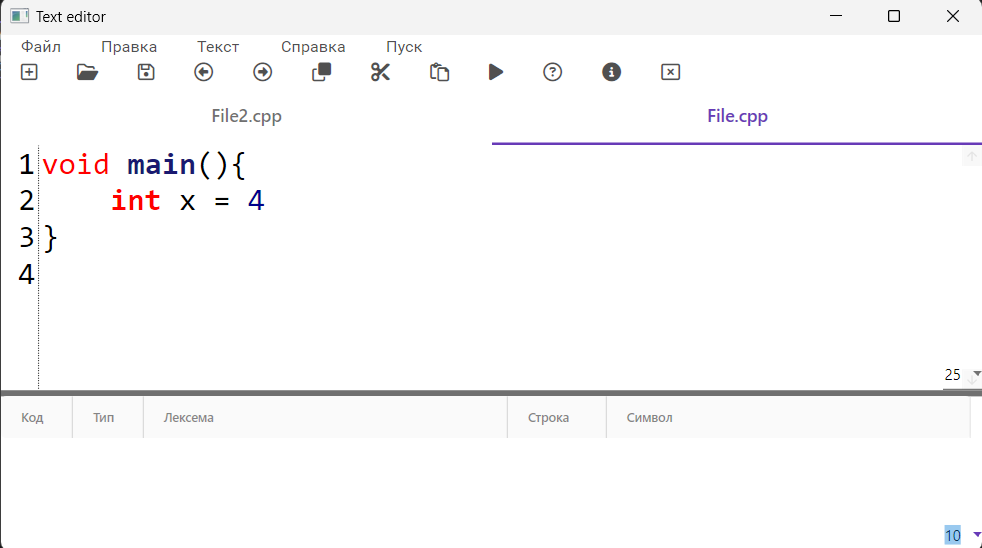 Text editor
Файл Правка Текст Справка Пуск
File2.cpp File.cpp
1 void main(){
2     int x = 4
3 }
4
25
Код Тип Лексема Строка Символ
10